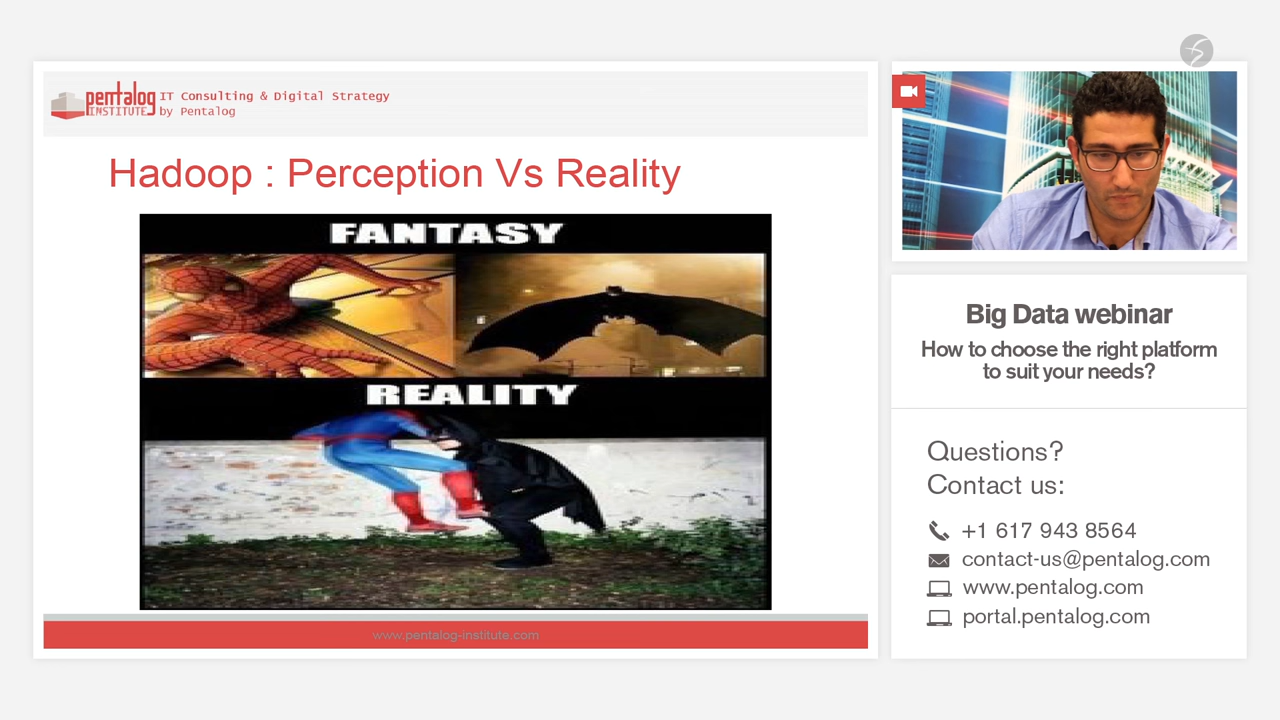 pentalog
INSTITUTE
IT Consulting & Digital Strategy
by Pentalog
Hadoop : Perception Vs Reality
FANTASY
REALITY
www.pentalog-institute.com
Big Data webinar
How to choose the right platform
to suit your needs?
Questions?
Contact us:
+1 617 943 8564
contact-us@pentalog.com
www.pentalog.com
portal.pentalog.com